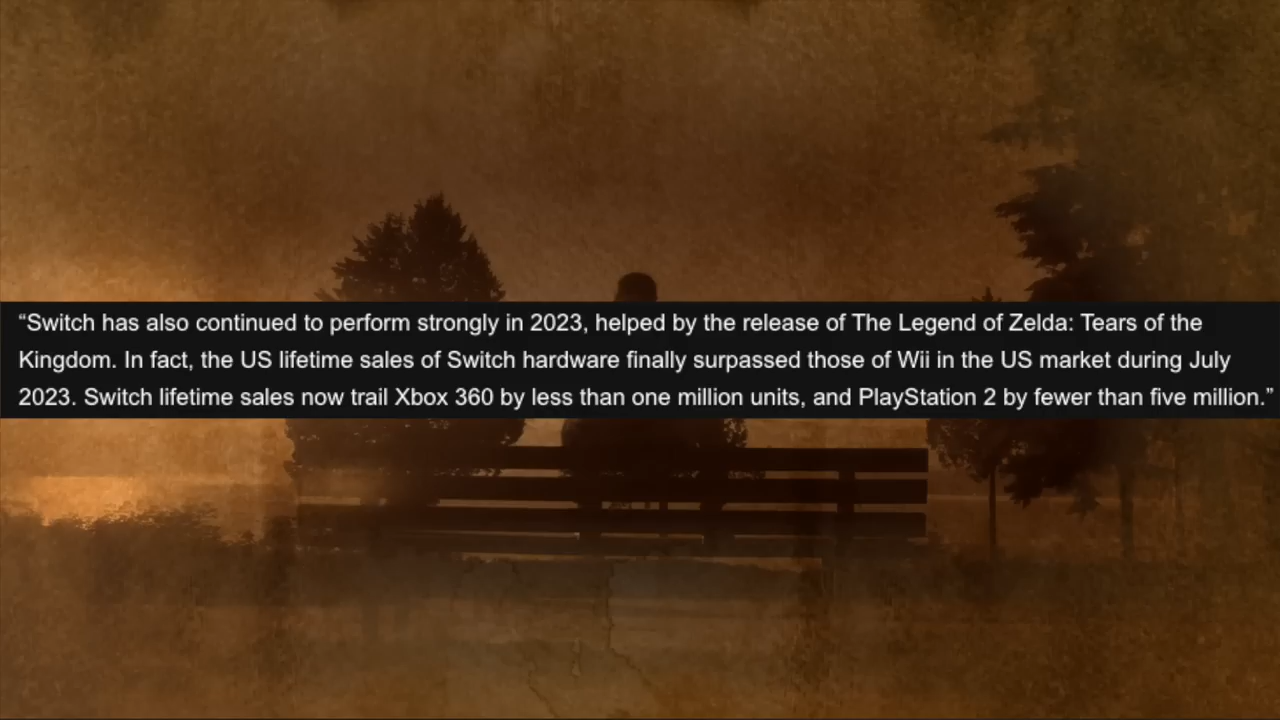 “Switch has also continued to perform strongly in 2023, helped by the release of The Legend of Zelda: Tears of the
Kingdom. In fact, the US lifetime sales of Switch hardware finally surpassed those of Wii in the US market during July
2023. Switch lifetime sales now trail Xbox 360 by less than one million units, and PlayStation 2 by fewer than five million.”